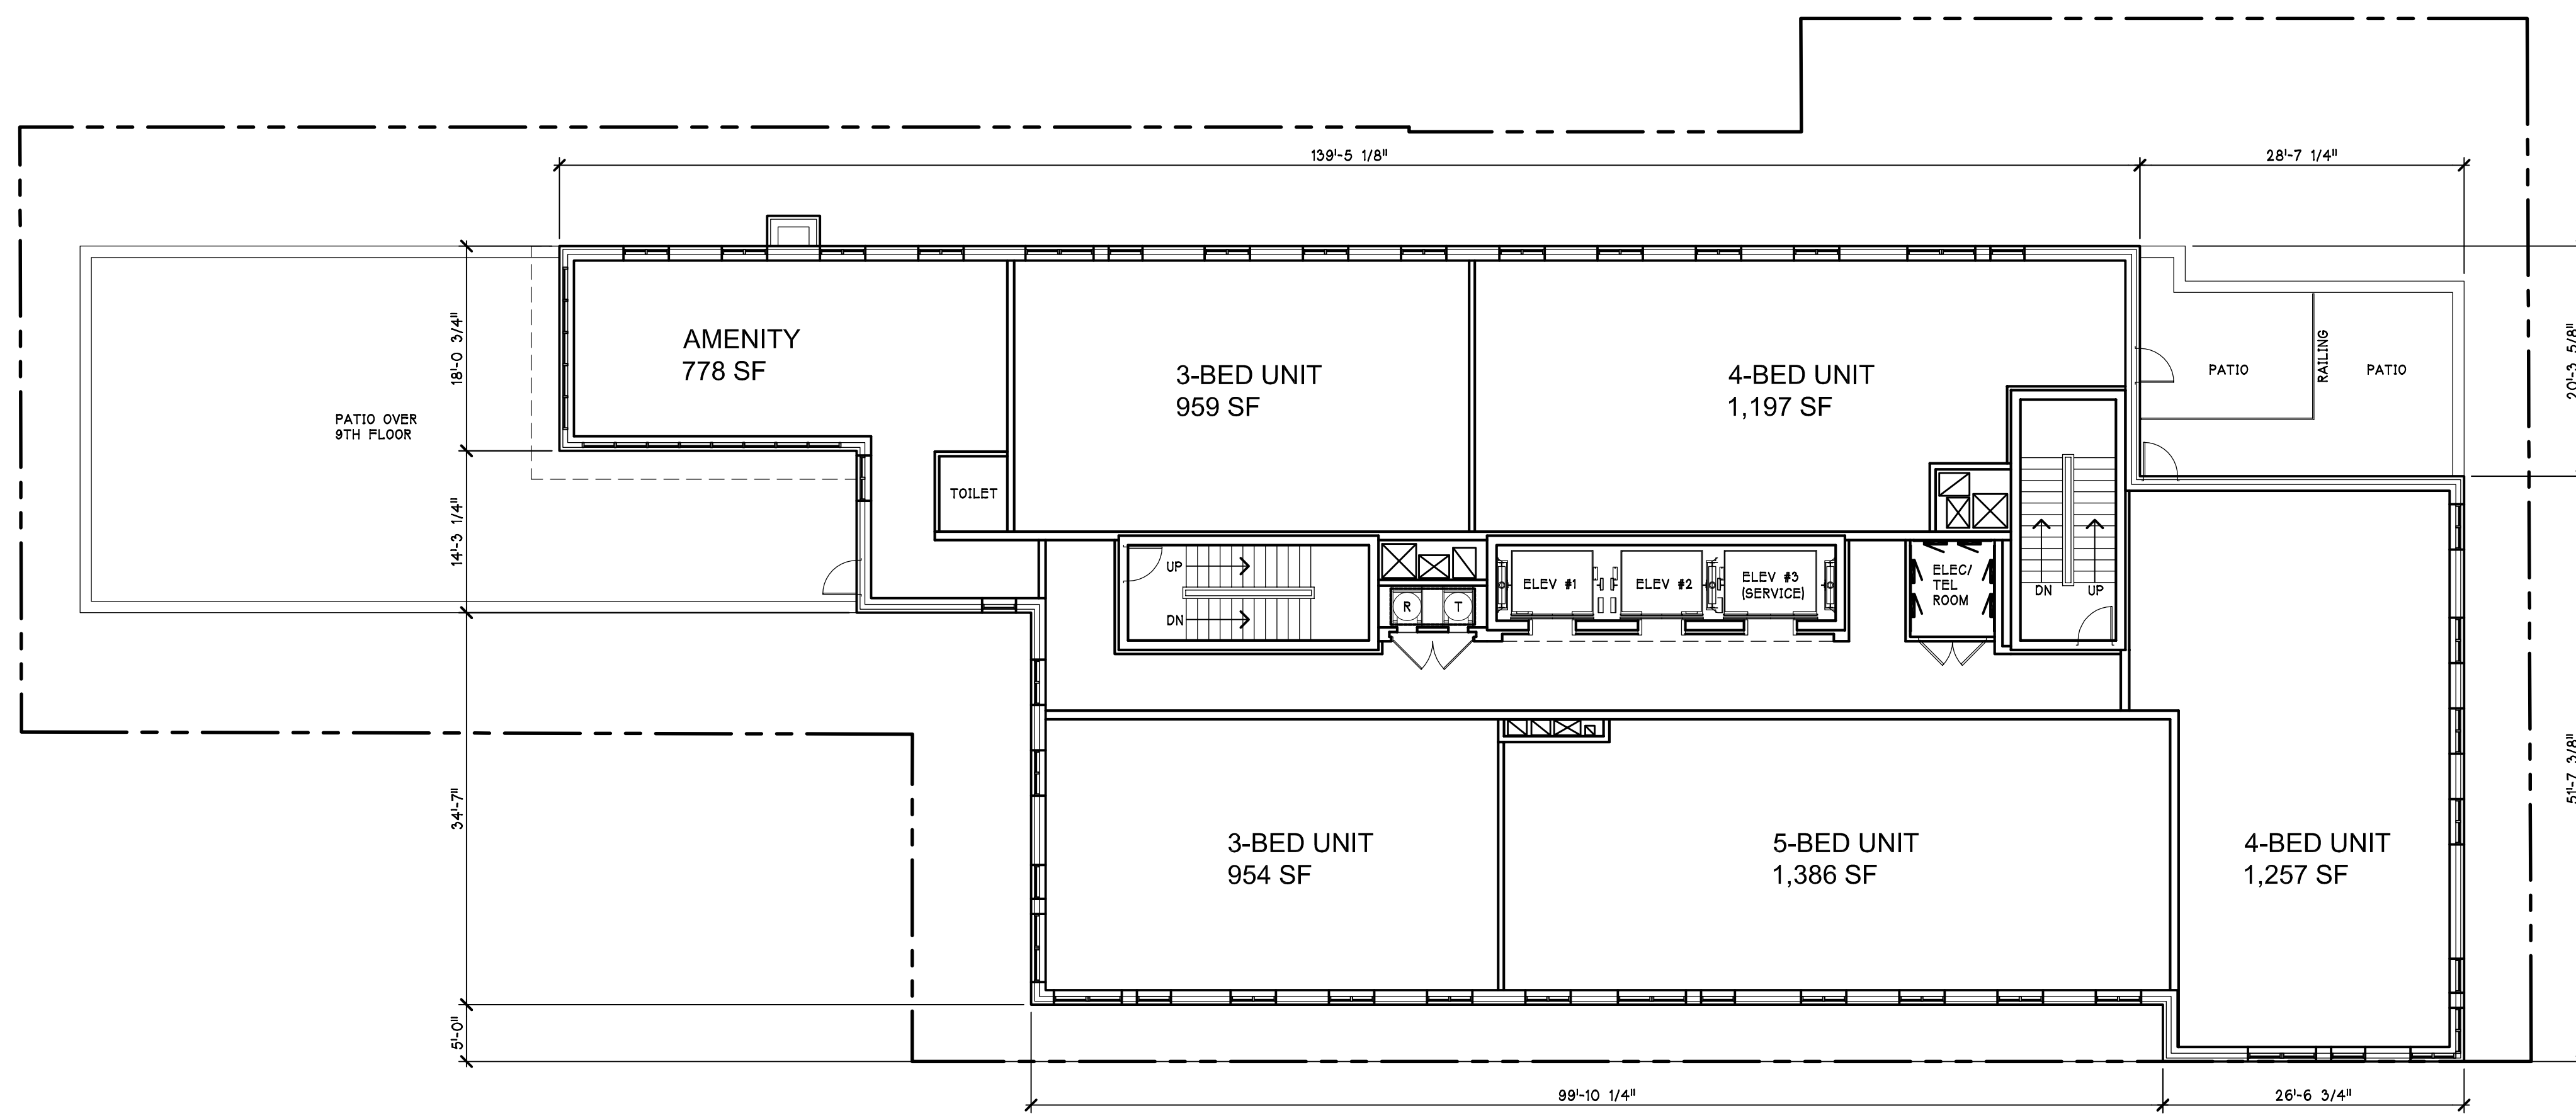 139'-5 1/8"
28'-7 1/4"
18'-0 3/4"
14'-3 1/4"
34'-7"
5'-0"
PATIO OVER
9TH FLOOR
AMENITY
778 SF
TOILET
3-BED UNIT
959 SF
4-BED UNIT
1,197 SF
PATIO
RAILING
PATIO
20'-3 5/8"
51'-7 3/8"
UP
DN
R
T
ELEV #1
ELEV #2
ELEV #3
(SERVICE)
ELEC/
TEL
ROOM
DN
UP
3-BED UNIT
954 SF
5-BED UNIT
1,386 SF
4-BED UNIT
1,257 SF
99'-10 1/4"
26'-6 3/4"